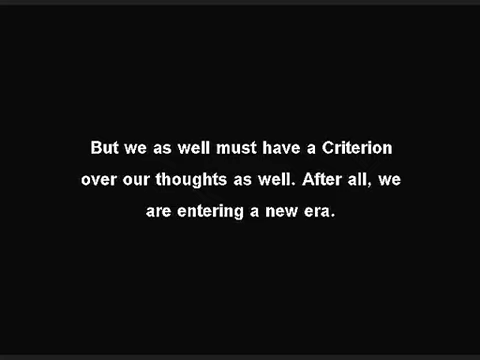 But we as well must have a Criterion
over our thoughts as well. After all, we
are entering a new era.